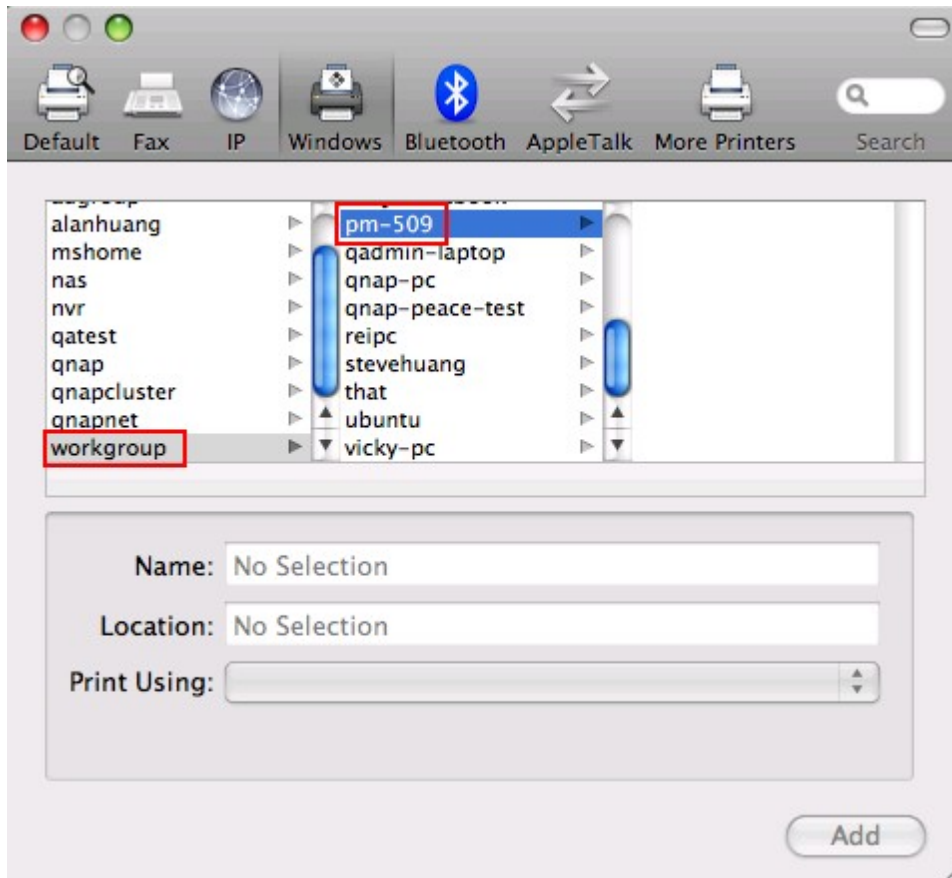 Default Fax IP Windows Bluetooth AppleTalk More Printers Search
alanhuang
mshome
nas
nvr
qatest
qnap
qnapcluster
qnapnet
workgroup
pm-509
qadmin-laptop
qnap-pc
qnap-peace-test
reipc
stevehuang
that
ubuntu
vicky-pc
Name: No Selection
Location: No Selection
Print Using:
Add